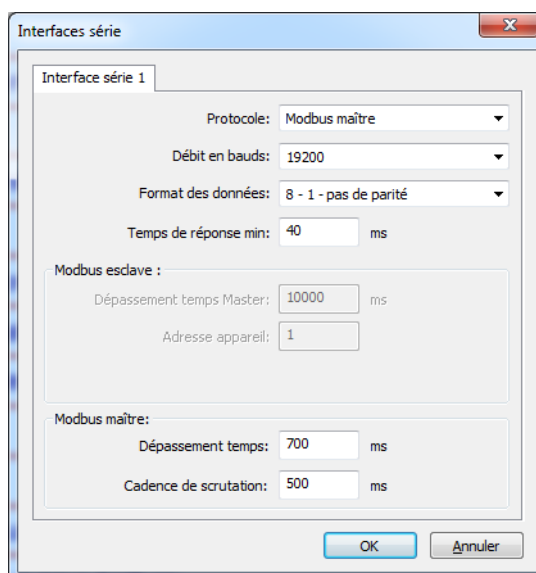 Interfaces série
Interface série 1
Protocole: Modbus maître
Débit en bauds: 19200
Format des données: 8 - 1 - pas de parité
Temps de réponse min: 40 ms
Modbus esclave :
Dépassement temps Master: 10000 ms
Adresse appareil: 1
Modbus maître:
Dépassement temps: 700 ms
Cadence de scrutation: 500 ms
OK Annuler